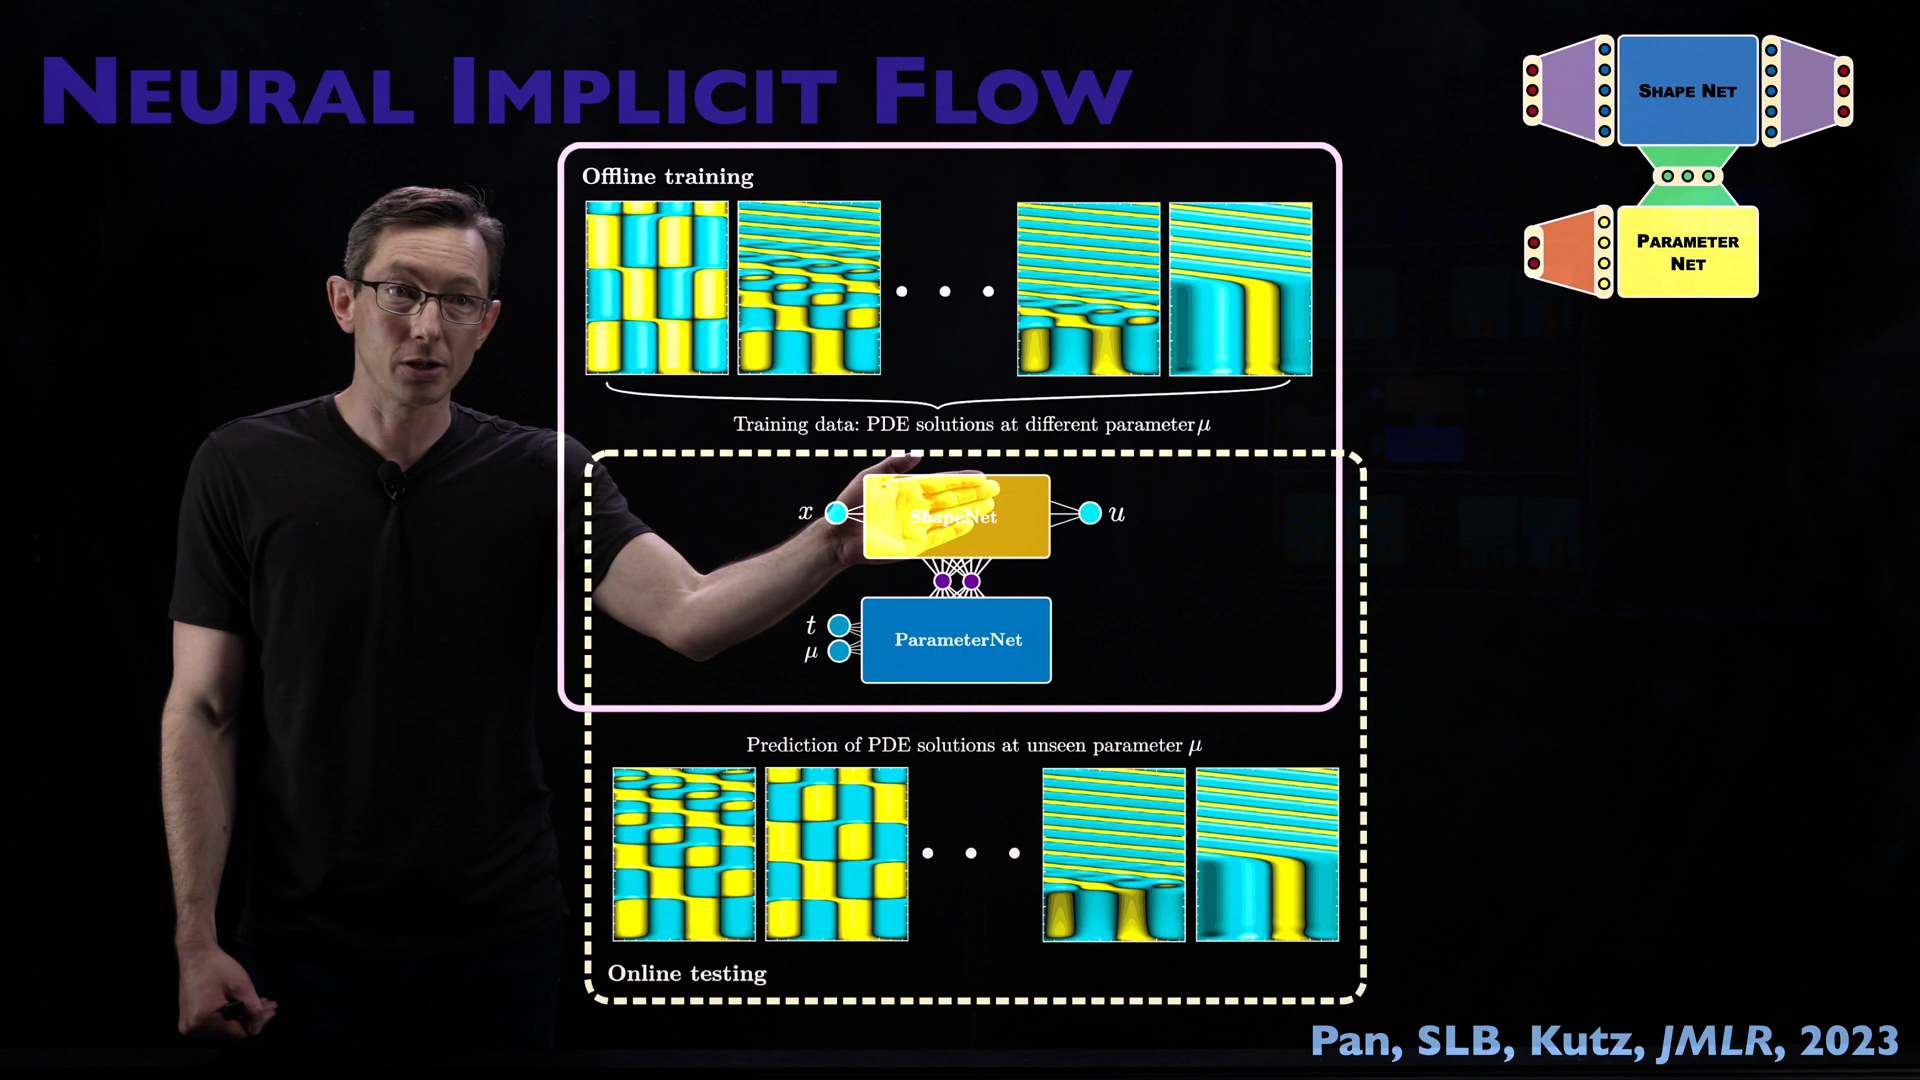 NEURAL IMPLICIT FLOW
SHAPE NET
PARAMETER
NET
Offline training
Training data: PDE solutions at different parameter μ
x
ShapeNet
u
t
μ
ParameterNet
Prediction of PDE solutions at unseen parameter μ
Online testing
Pan, SLB, Kutz, JMLR, 2023